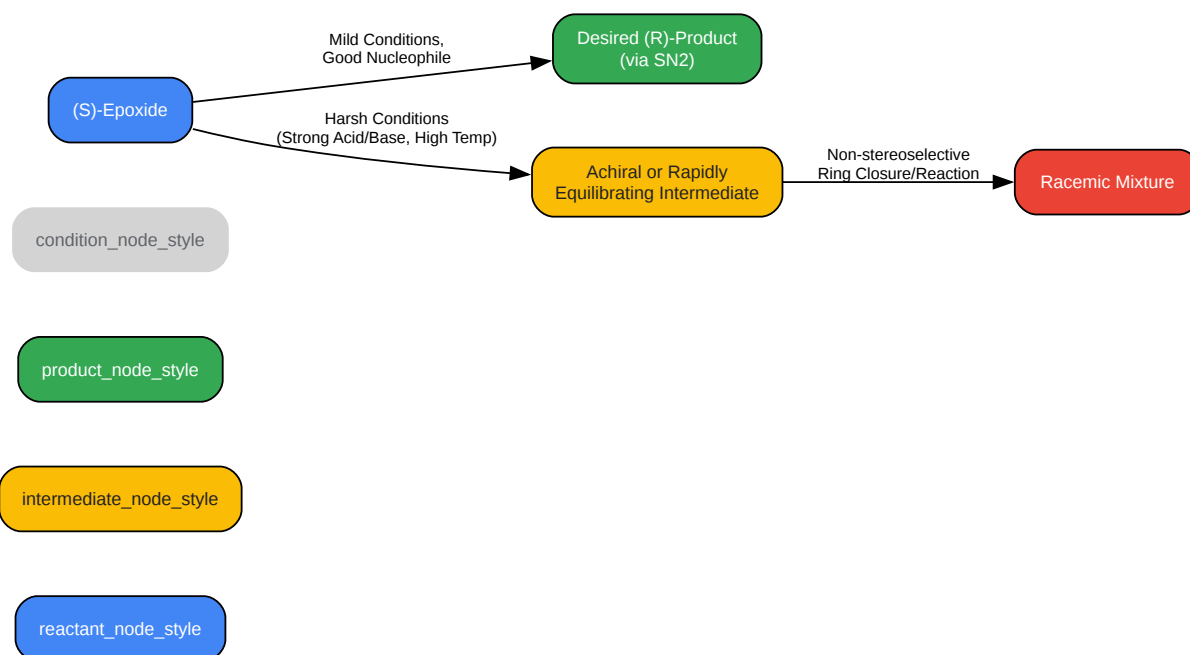 Mild Conditions,
Good Nucleophile
Desired (R)-Product
(via SN2)
(S)-Epoxide
Harsh Conditions
(Strong Acid/Base, High Temp)
Achiral or Rapidly
Equilibrating Intermediate
Non-stereoselective
Ring Closure/Reaction
Racemic Mixture
condition_node_style
product_node_style
intermediate_node_style
reactant_node_style